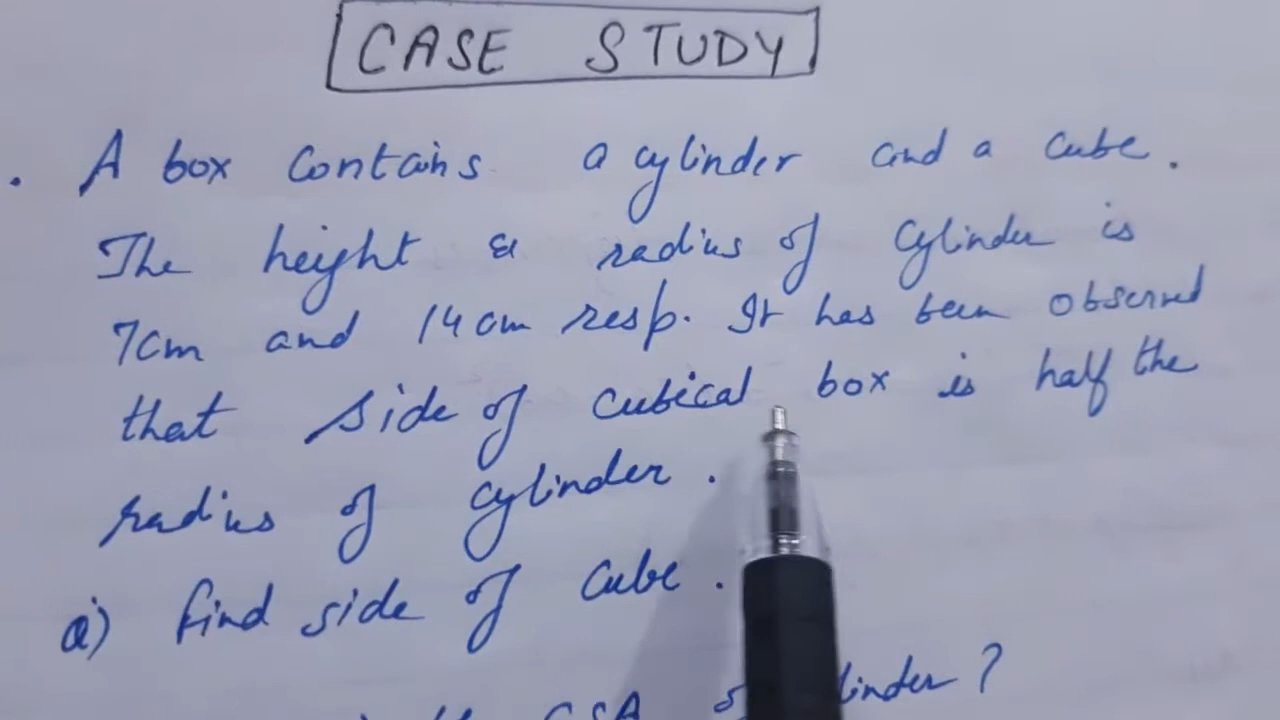 CASE STUDY
. A box contains a cylinder and a cube.
The height & radius of cylinder is
7cm and 14cm resp. It has been observed
that side of cubical box is half the
radius of cylinder.
a) Find side of cube.
CSA linder?